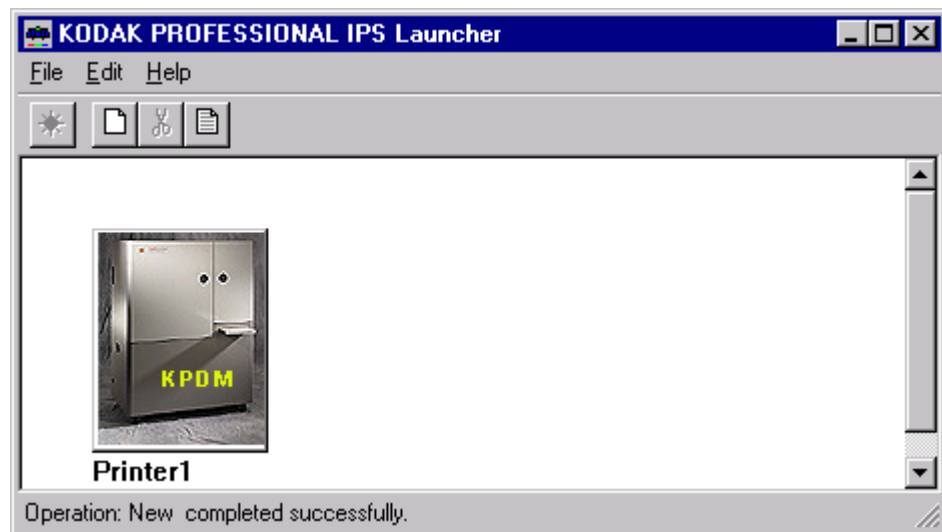 KODAK PROFESSIONAL IPS Launcher
File Edit Help
KPDM
Printer1
Operation: New  completed successfully.